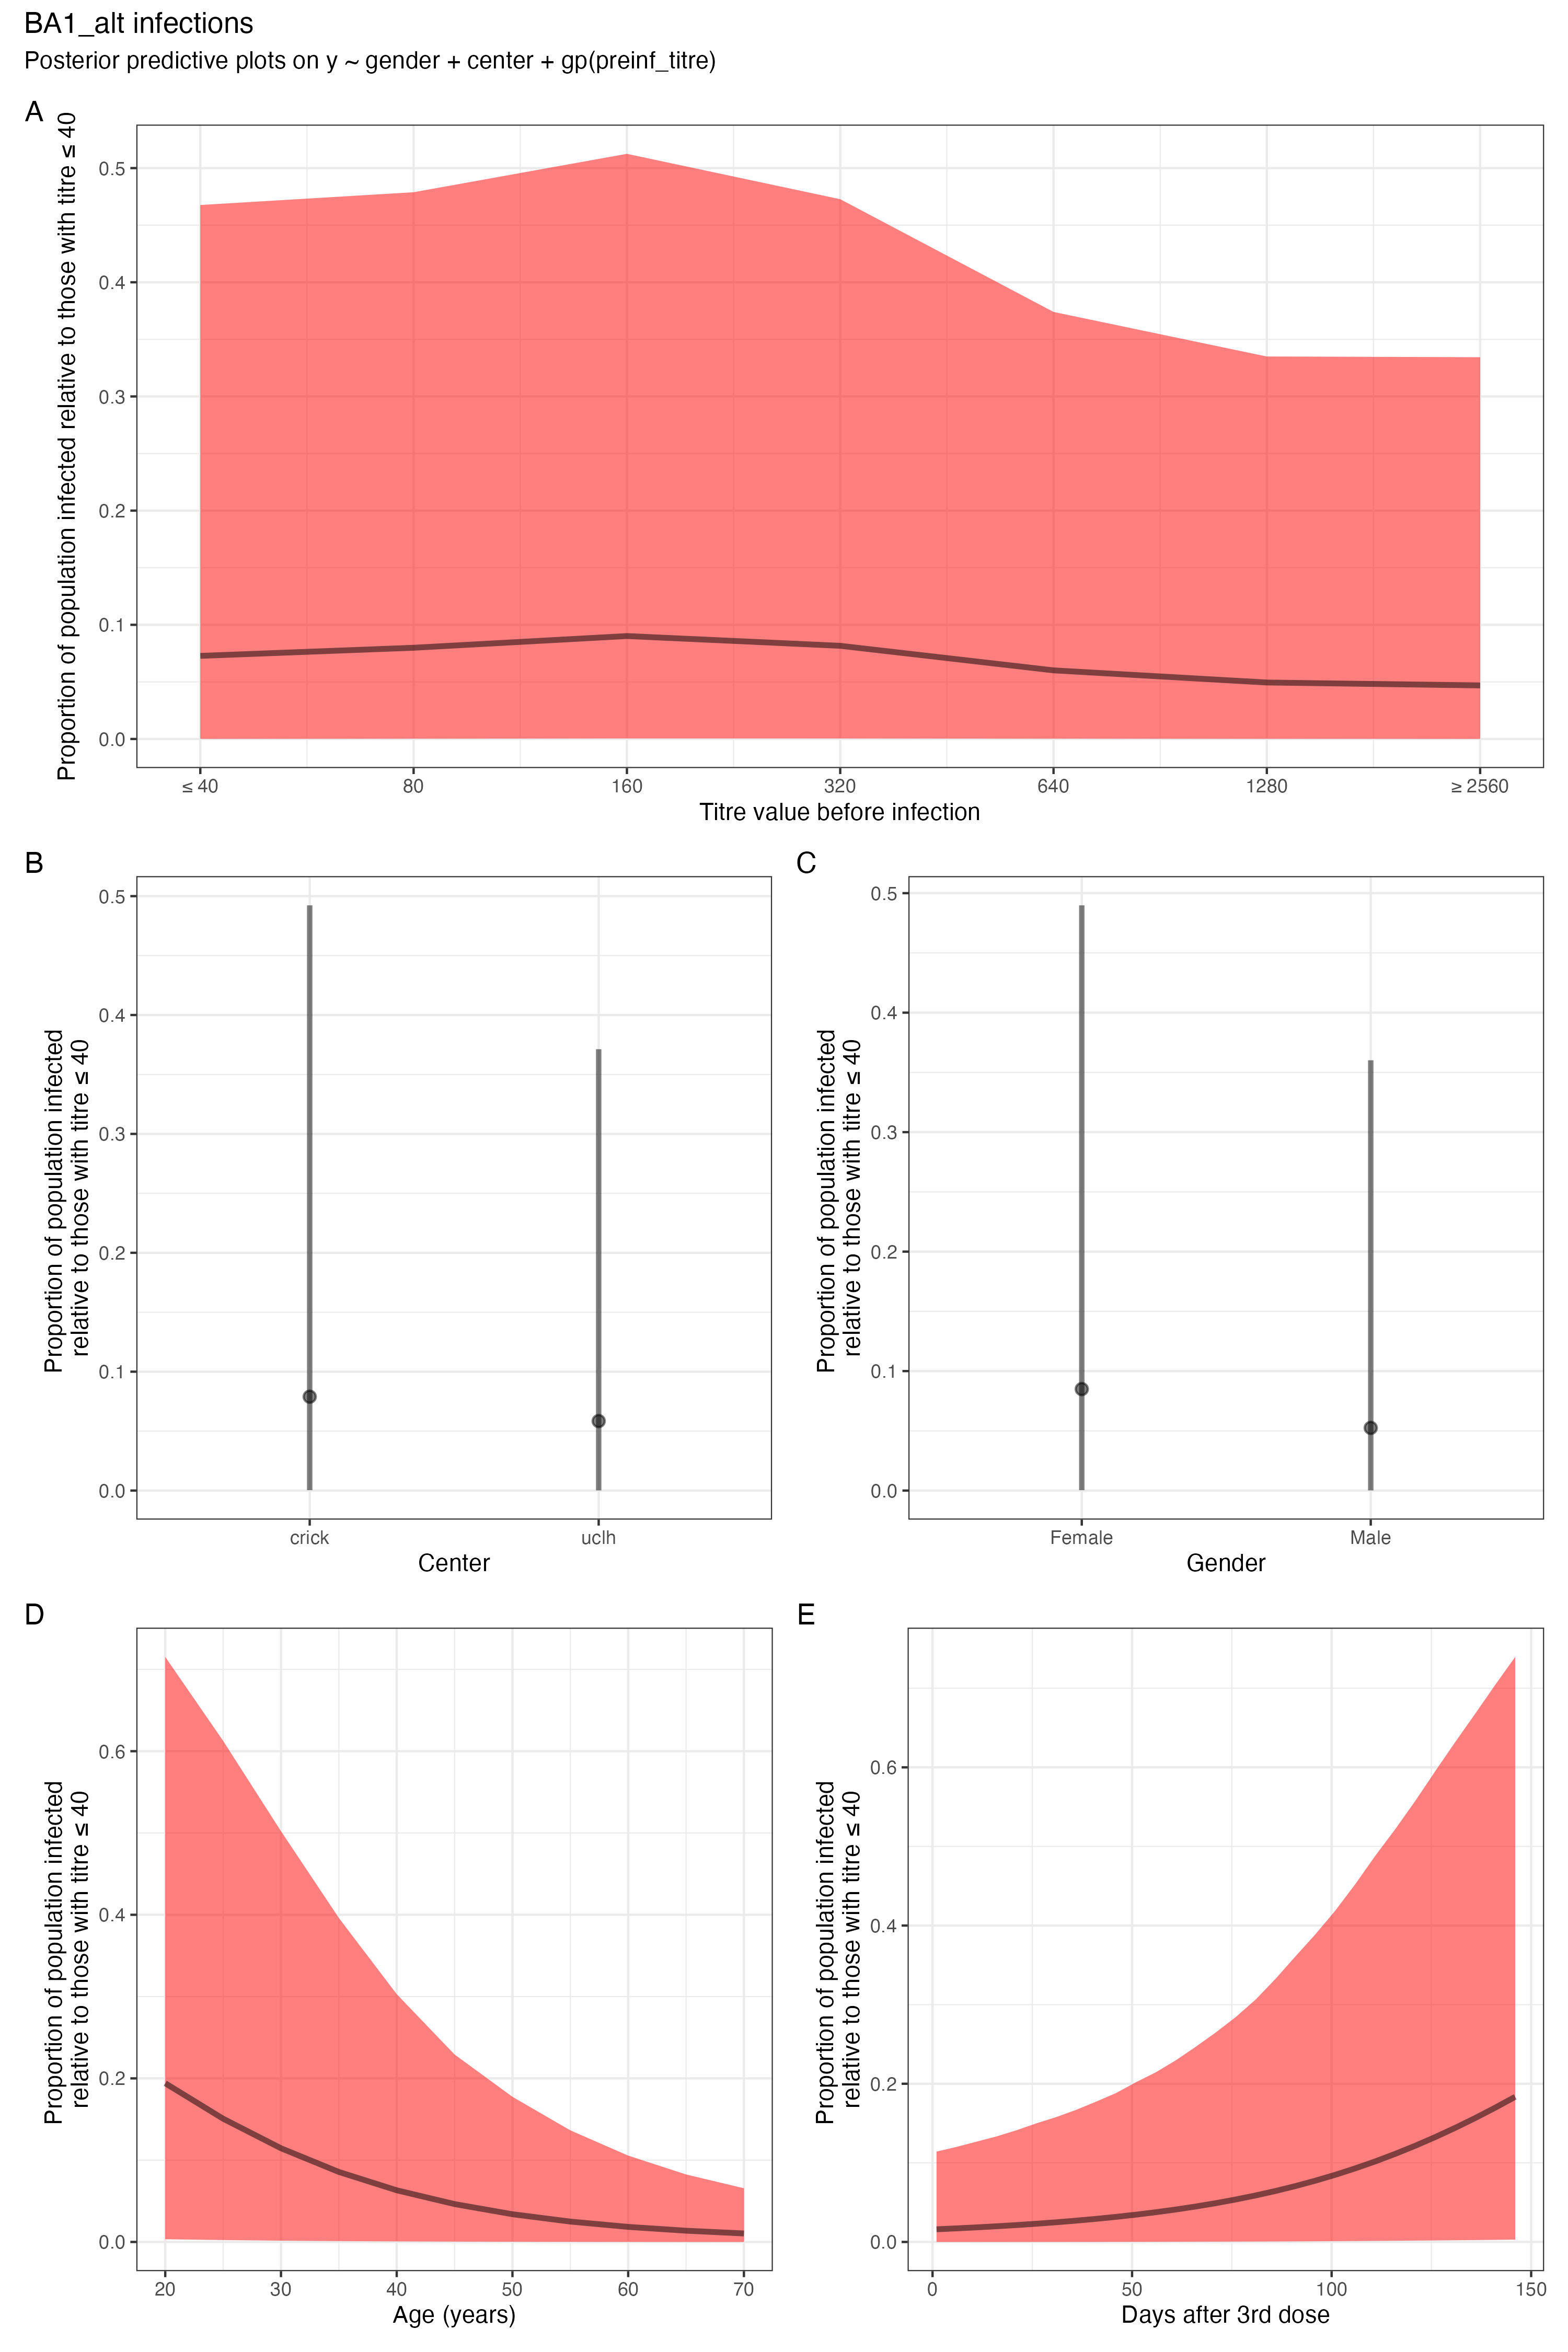 BA1_alt infections
Posterior predictive plots on y ~ gender + center + gp(preinf_titre)
A
Proportion of population infected relative to those with titre ≤ 40
0.5
0.4
0.3
0.2
0.1
0.0
≤ 40 80 160 320 640 1280 ≥ 2560
Titre value before infection
B
Proportion of population infected
relative to those with titre ≤ 40
0.5
0.4
0.3
0.2
0.1
0.0
crick uclh
Center
C
Proportion of population infected
relative to those with titre ≤ 40
0.5
0.4
0.3
0.2
0.1
0.0
Female Male
Gender
D
Proportion of population infected
relative to those with titre ≤ 40
0.6
0.4
0.2
0.0
20 30 40 50 60 70
Age (years)
E
Proportion of population infected
relative to those with titre ≤ 40
0.6
0.4
0.2
0.0
0 50 100 150
Days after 3rd dose